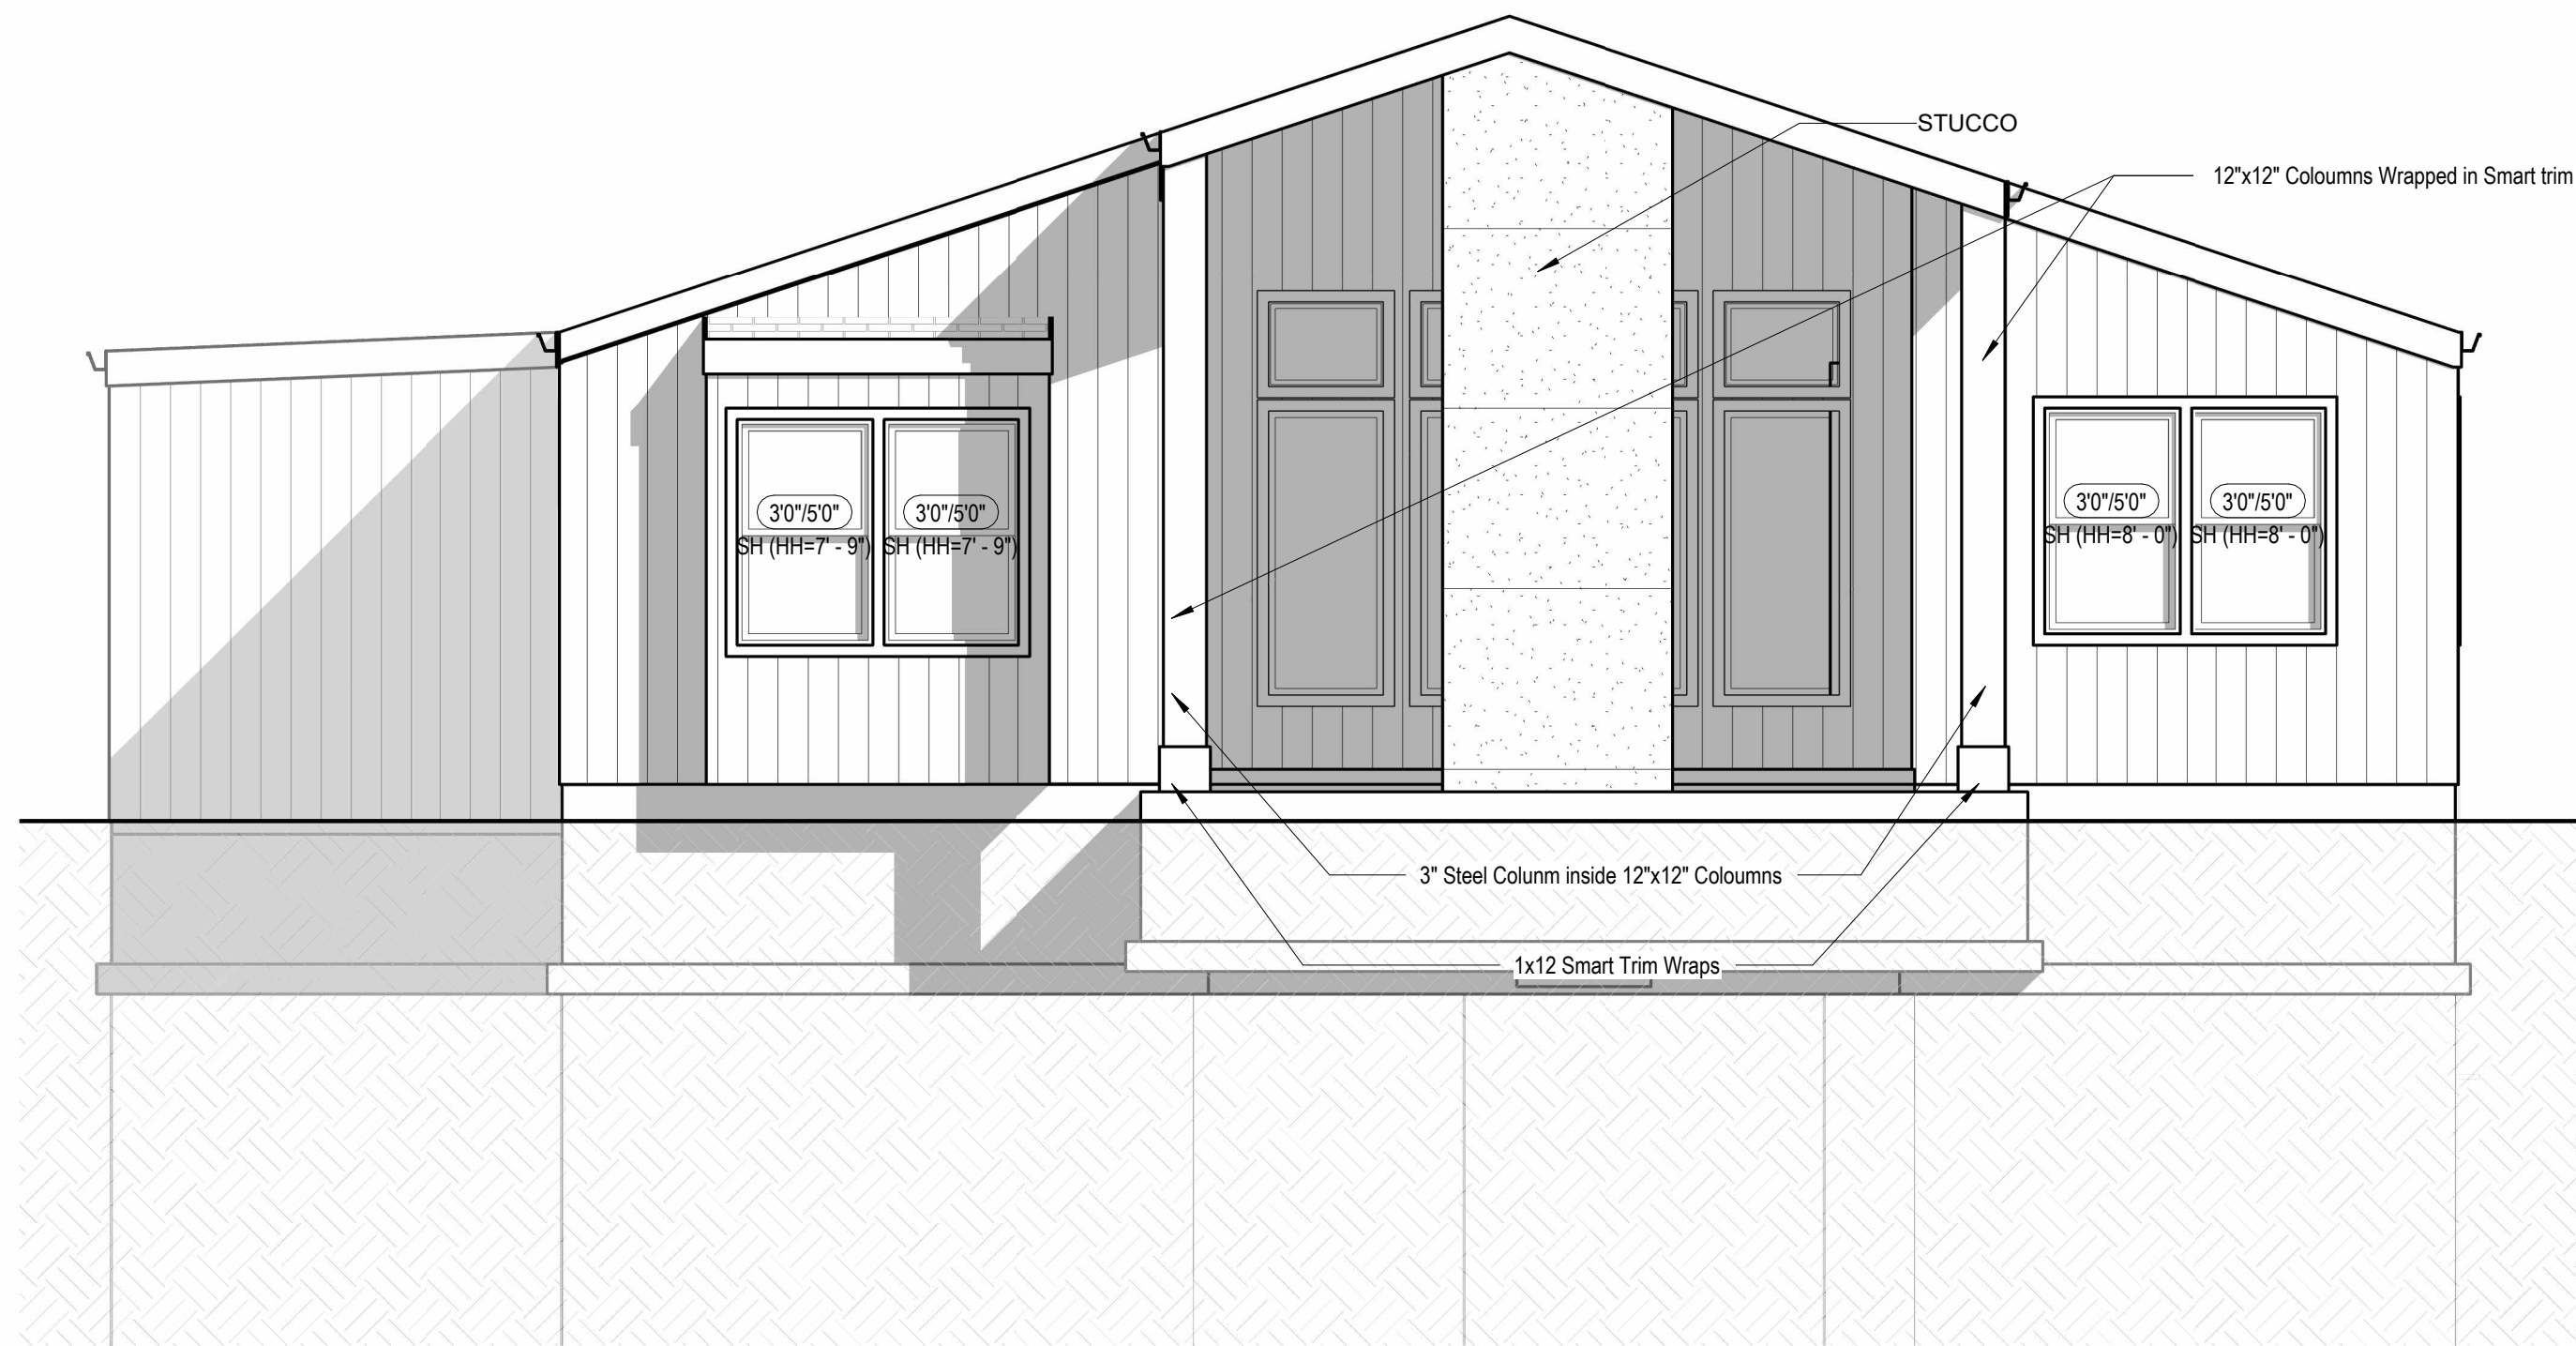 STUCCO
12"x12" Coloumns Wrapped in Smart trim
3'0"/5'0"
SH (HH=7' - 9")
3'0"/5'0"
SH (HH=7' - 9")
3'0"/5'0"
SH (HH=8' - 0")
3'0"/5'0"
SH (HH=8' - 0")
3" Steel Colunm inside 12"x12" Coloumns
1x12 Smart Trim Wraps